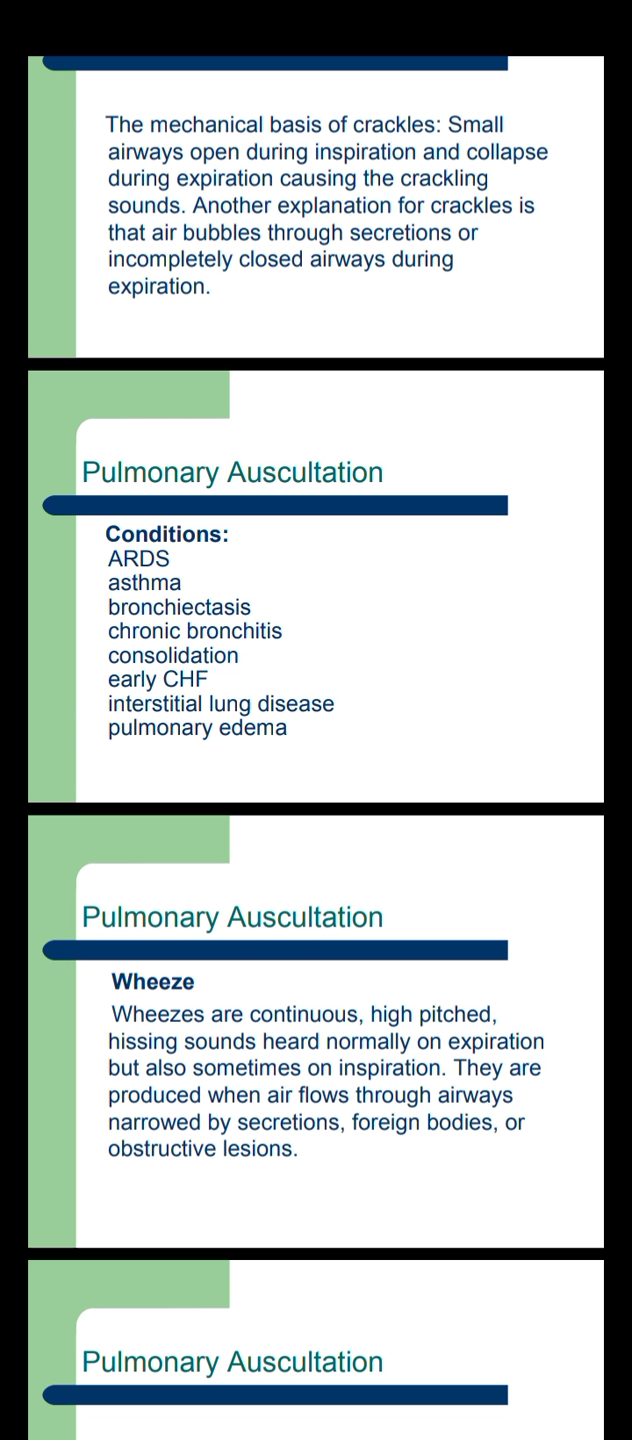 The mechanical basis of crackles: Small
airways open during inspiration and collapse
during expiration causing the crackling
sounds. Another explanation for crackles is
that air bubbles through secretions or
incompletely closed airways during
expiration.
Pulmonary Auscultation
Conditions:
ARDS
asthma
bronchiectasis
chronic bronchitis
consolidation
early CHF
interstitial lung disease
pulmonary edema
Pulmonary Auscultation
Wheeze
Wheezes are continuous, high pitched,
hissing sounds heard normally on expiration
but also sometimes on inspiration. They are
produced when air flows through airways
narrowed by secretions, foreign bodies, or
obstructive lesions.
Pulmonary Auscultation